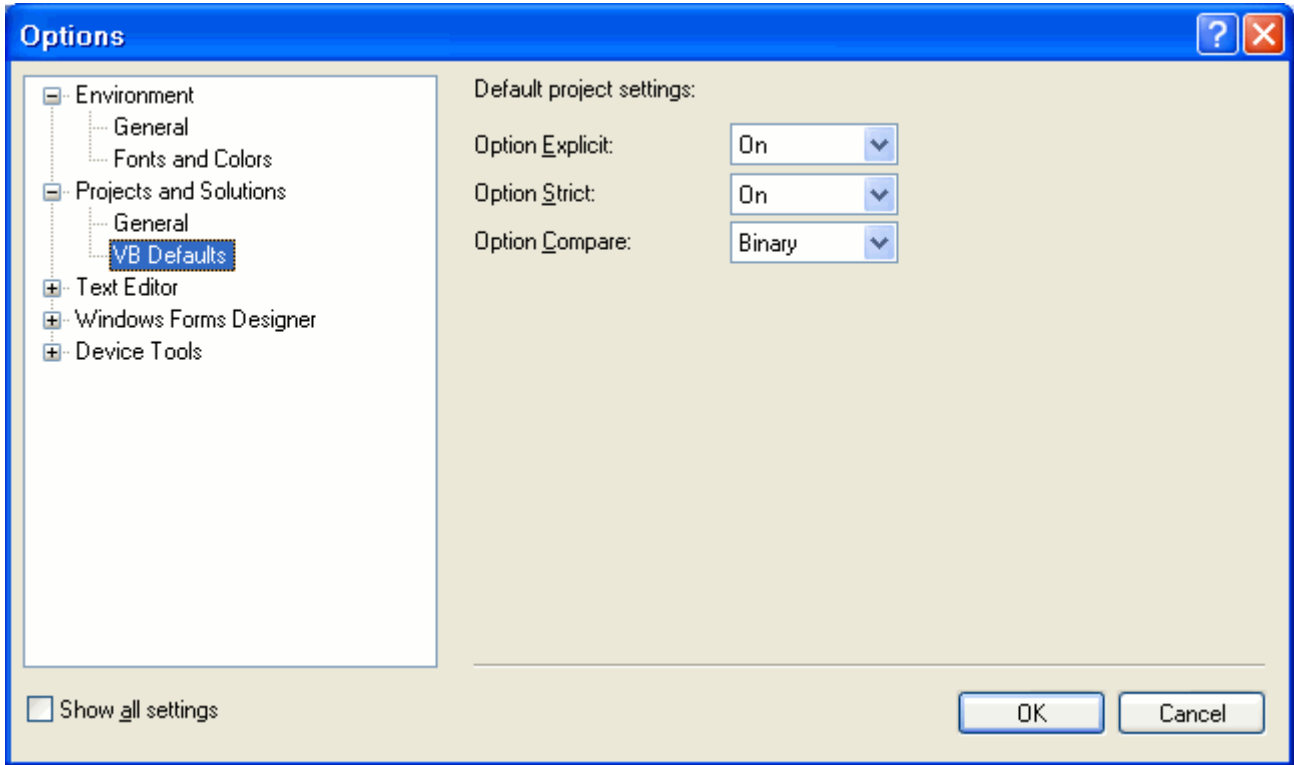 Options
Environment
General
Fonts and Colors
Projects and Solutions
General
VB Defaults
Text Editor
Windows Forms Designer
Device Tools
Default project settings:
Option Explicit: On
Option Strict: On
Option Compare: Binary
Show all settings
OK Cancel